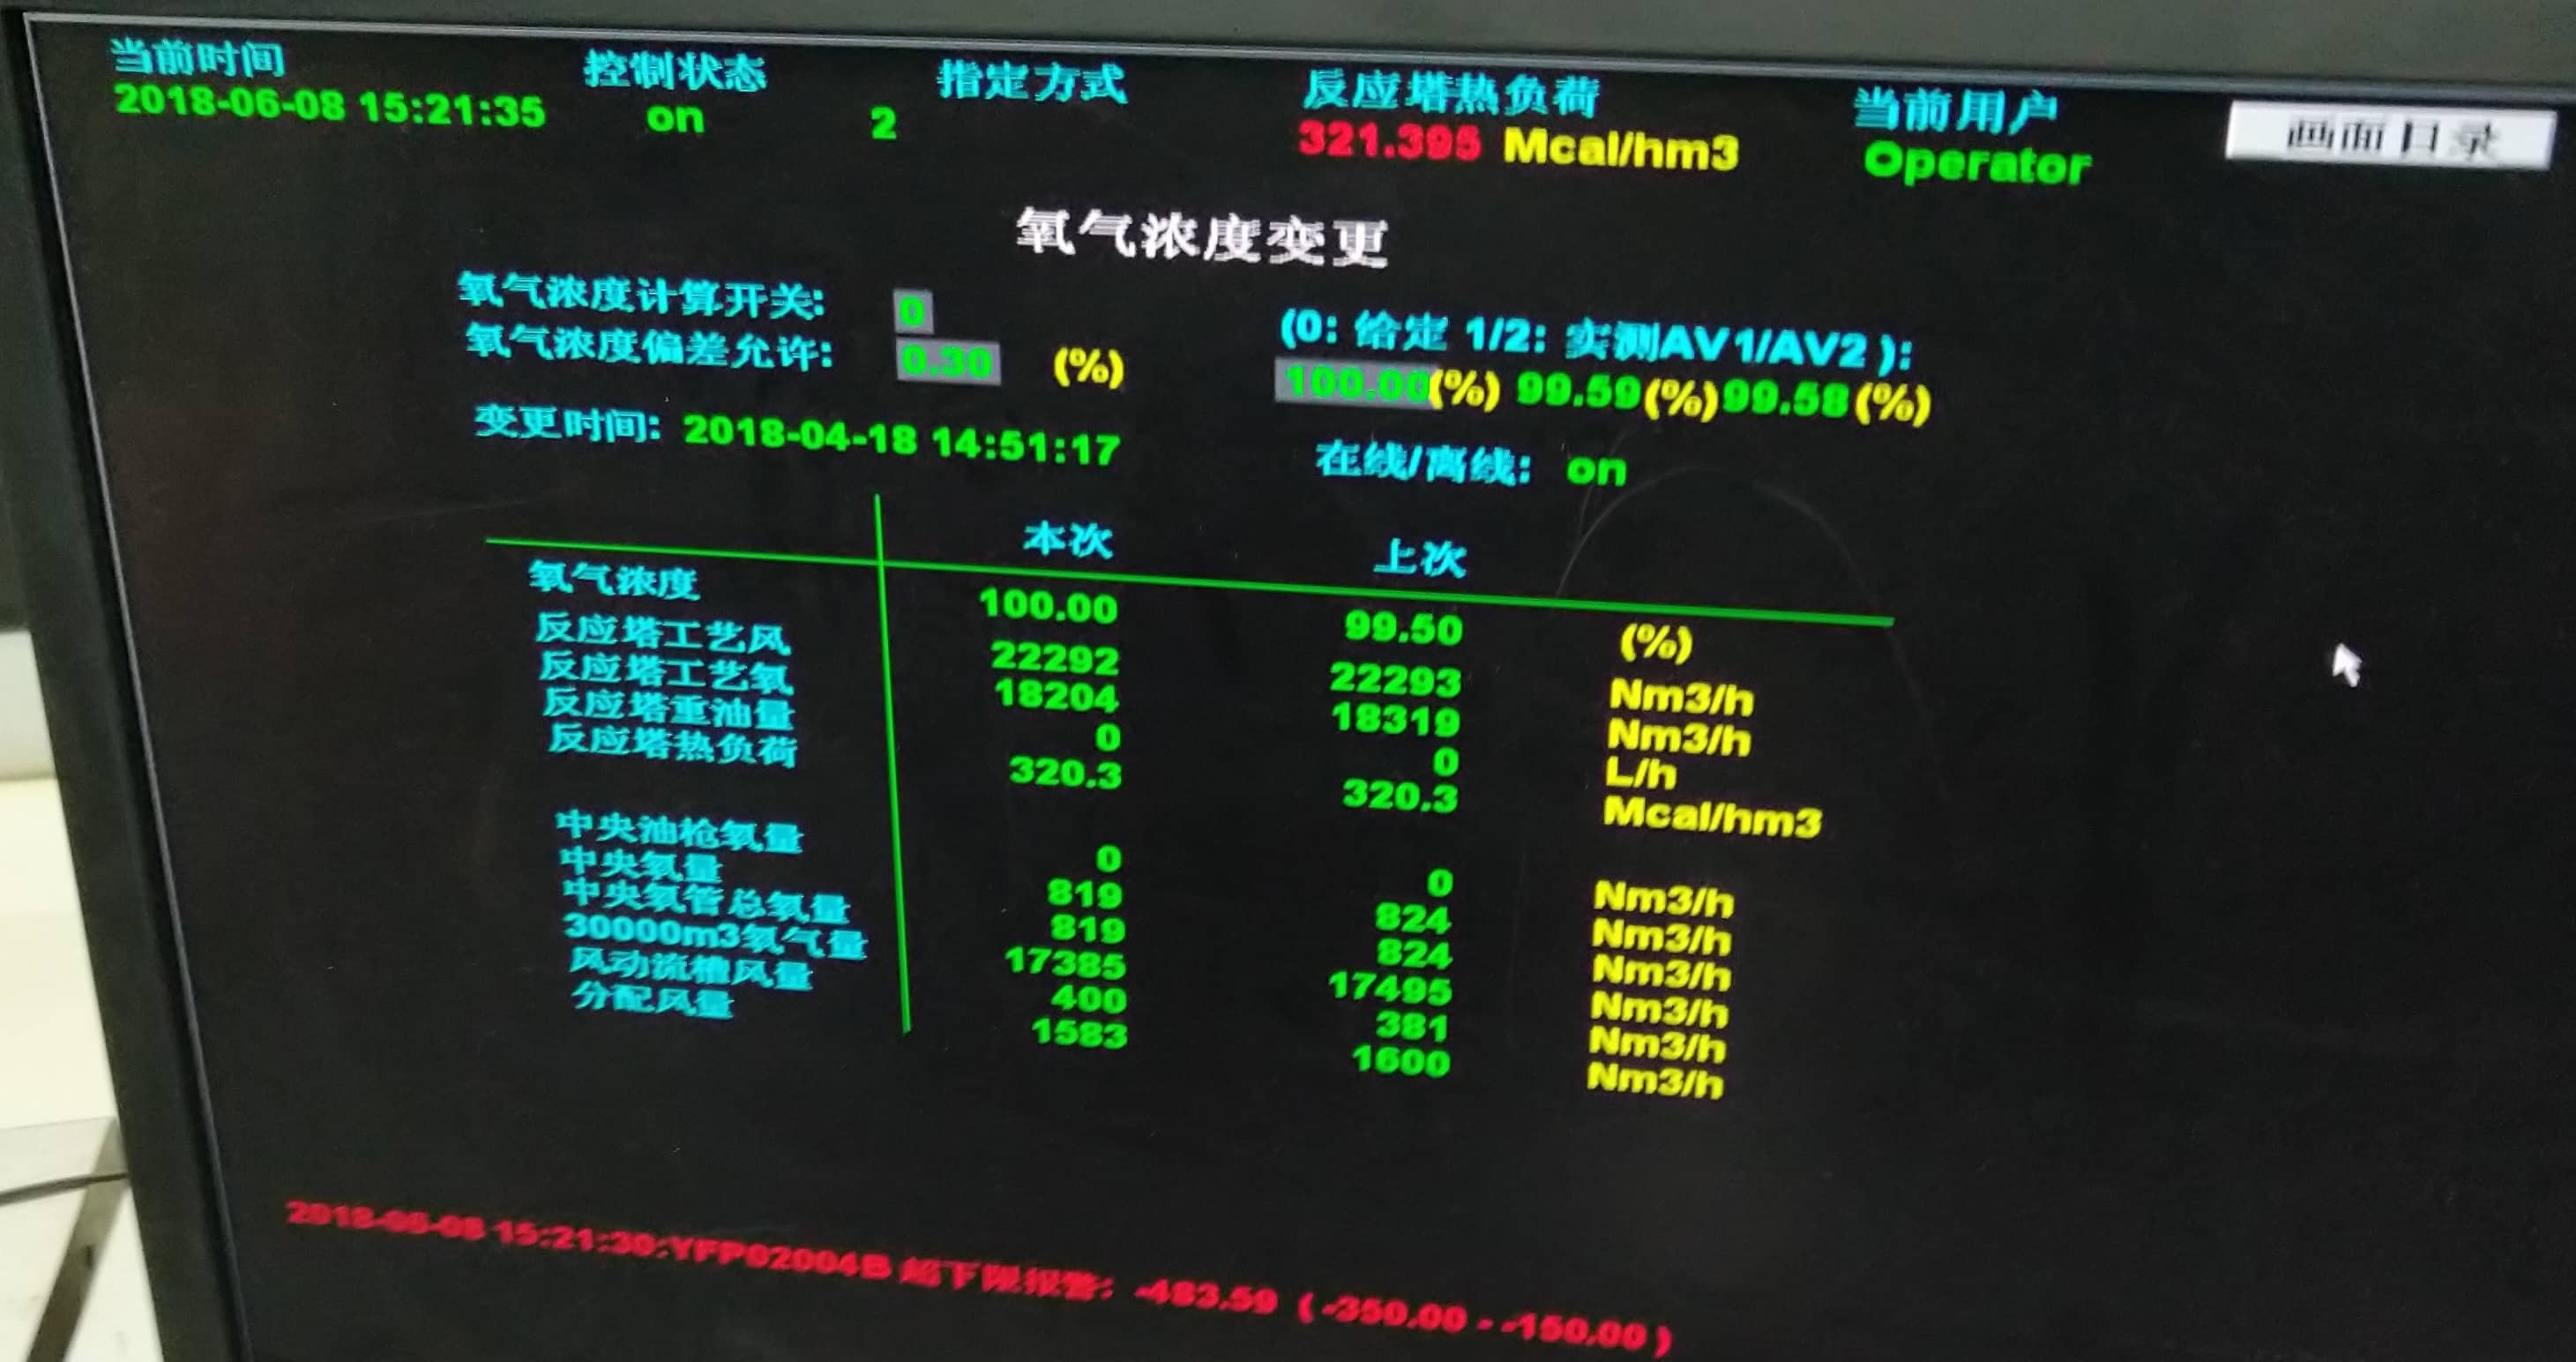 当前时间 控制状态 指定方式 反应塔热负荷 当前用户 画面目录
2018-06-08 15:21:35 on 2 321.395 Mcal/hm3 Operator
氧气浓度变更
氧气浓度计算开关: 0 (0: 给定 1/2: 实测AV1/AV2 ):
氧气浓度偏差允许: 0.30 (%) 100.00(%) 99.59(%) 99.58(%)
变更时间: 2018-04-18 14:51:17 在线/离线: on
本次 上次
氧气浓度 100.00 99.50 (%)
反应塔工艺风 22292 22293 Nm3/h
反应塔工艺氧 18204 18319 Nm3/h
反应塔重油量 0 0 L/h
反应塔热负荷 320.3 320.3 Mcal/hm3
中央油枪氧量 0 0 Nm3/h
中央氧量 819 824 Nm3/h
中央氧管总氧量 819 824 Nm3/h
30000m3氧气量 17385 17495 Nm3/h
风动流槽风量 400 381 Nm3/h
分配风量 1583 1600 Nm3/h
2018-06-08 15:21:30:YFP02004B 超下限报警: -483.59 ( -350.00 - -150.00 )